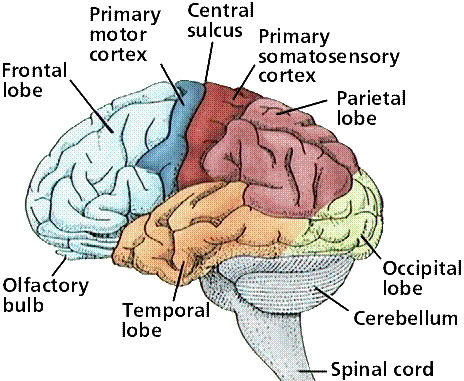 Primary
motor
cortex
Central
sulcus
Primary
somatosensory
cortex
Frontal
lobe
Parietal
lobe
Olfactory
bulb
Temporal
lobe
Occipital
lobe
Cerebellum
Spinal cord